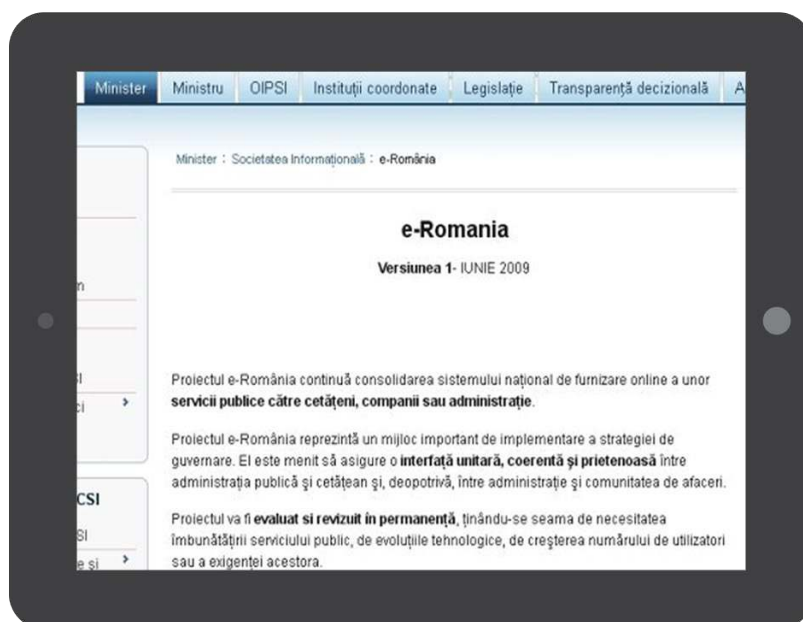 Minister Ministru OIPSI Instituții coordonate Legislație Transparență decizională A
Minister : Societatea Informațională : e-România
e-Romania
Versiunea 1- IUNIE 2009
n
SI
ci
Proiectul e-România continuă consolidarea sistemului național de furnizare online a unor
servicii publice către cetățeni, companii sau administrație.
Proiectul e-România reprezintă un mijloc important de implementare a strategiei de
guvernare. El este menit să asigure o interfață unitară, coerentă și prietenoasă între
administrația publică și cetățean și, deopotrivă, între administrație și comunitatea de afaceri.
CSI
SI
e și
Proiectul va fi evaluat si revizuit in permanență, ținându-se seama de necesitatea
îmbunătățirii serviciului public, de evoluțiile tehnologice, de creșterea numărului de utilizatori
sau a exigenței acestora.